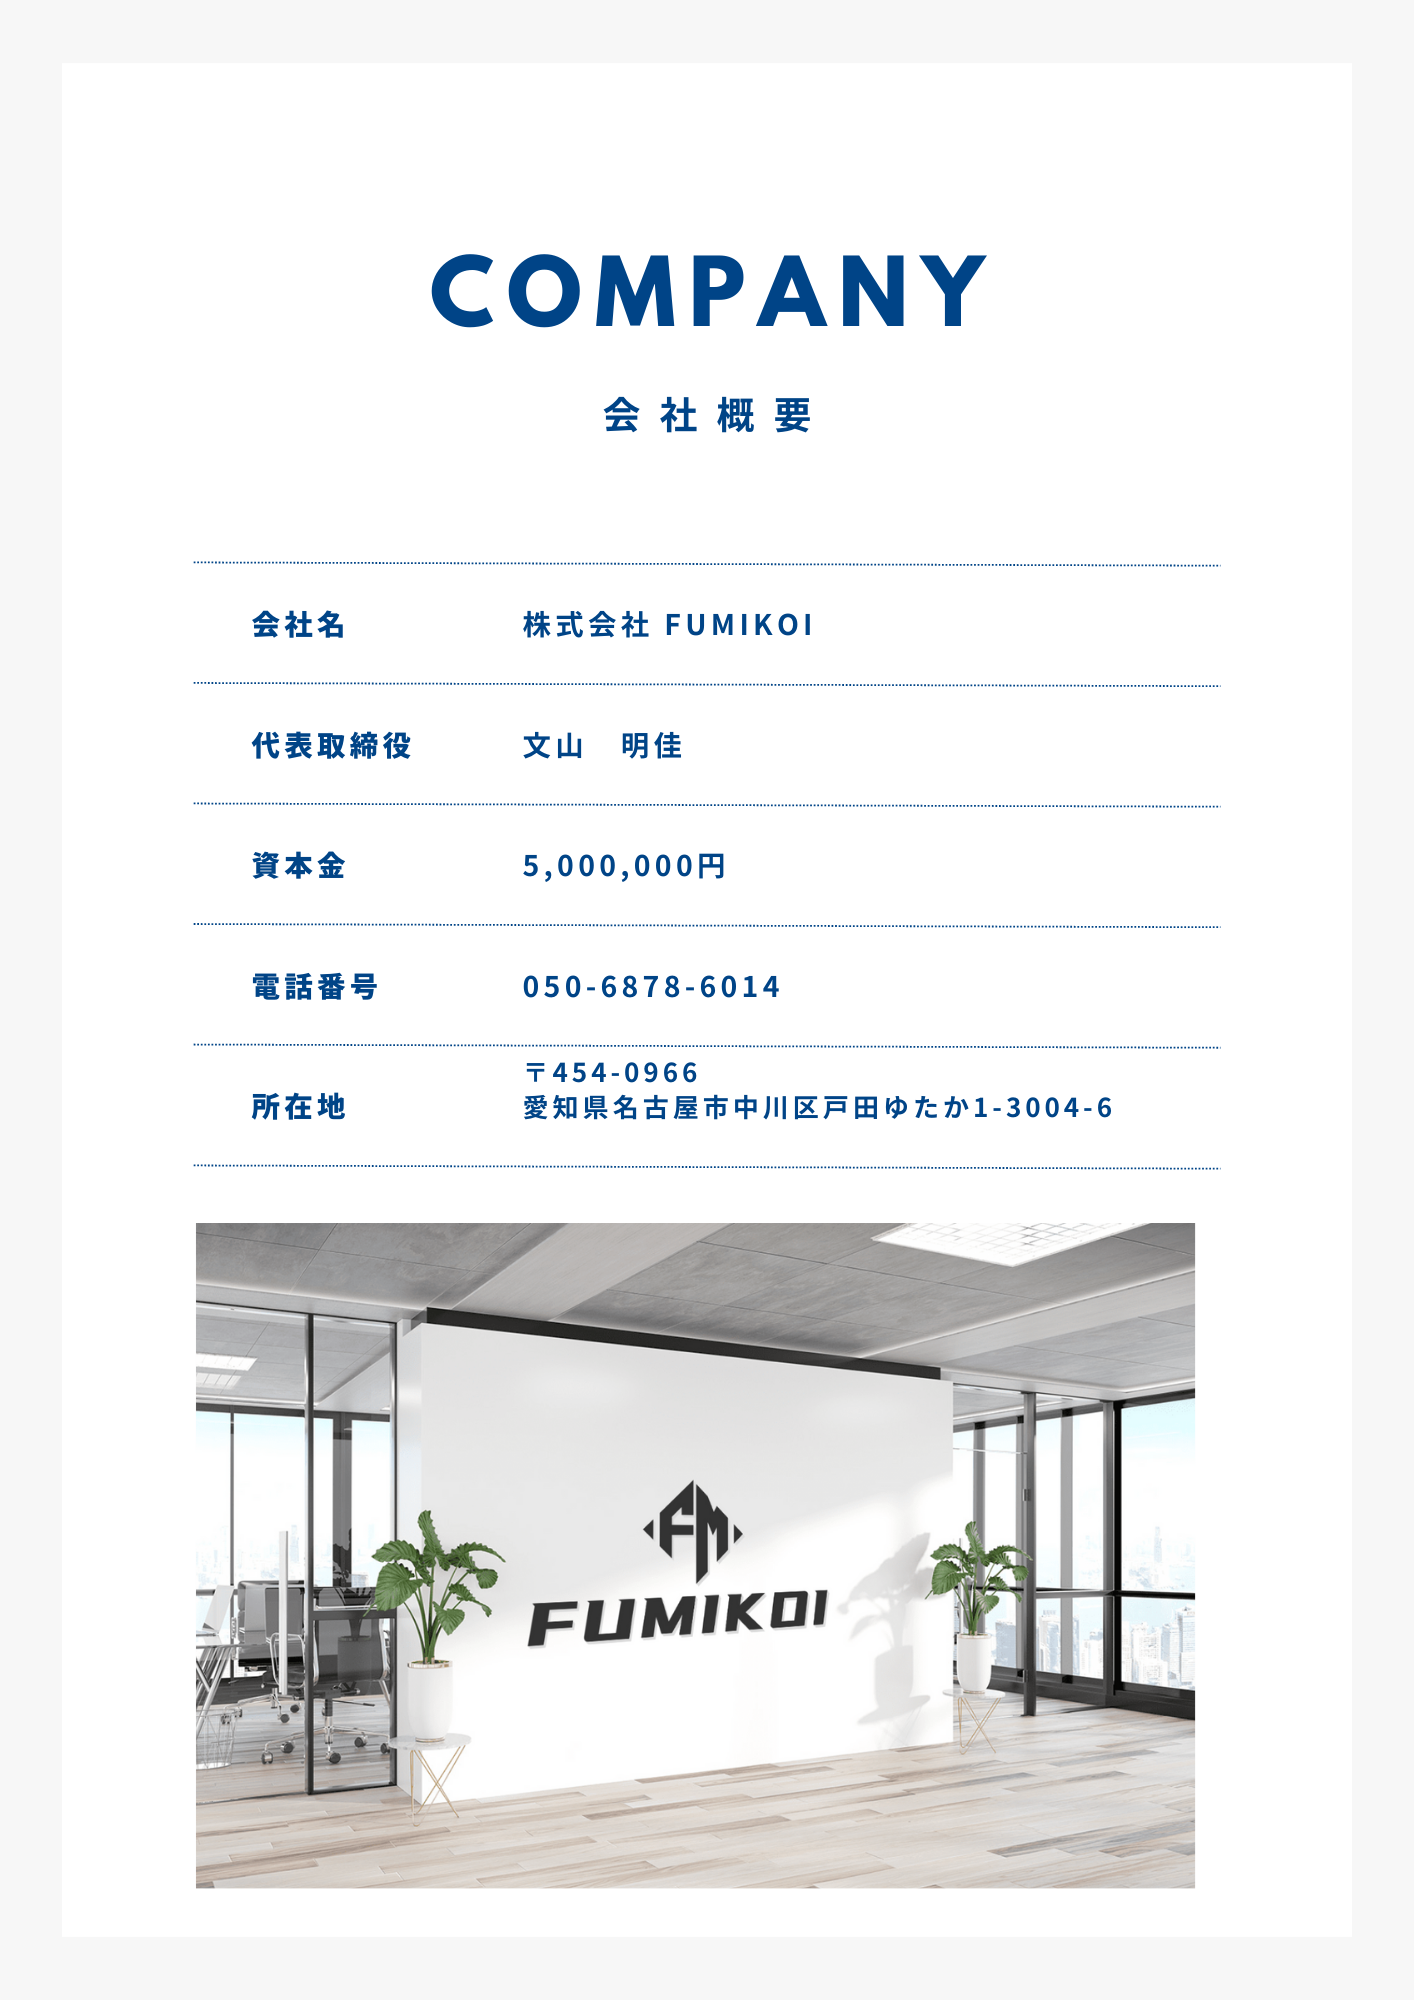 COMPANY
会社概要
会社名
株式会社 FUMIKOI
代表取締役
文山　明佳
資本金
5,000,000円
電話番号
050-6878-6014
所在地
〒454-0966
愛知県名古屋市中川区戸田ゆたか1-3004-6
FM
FUMIKOI